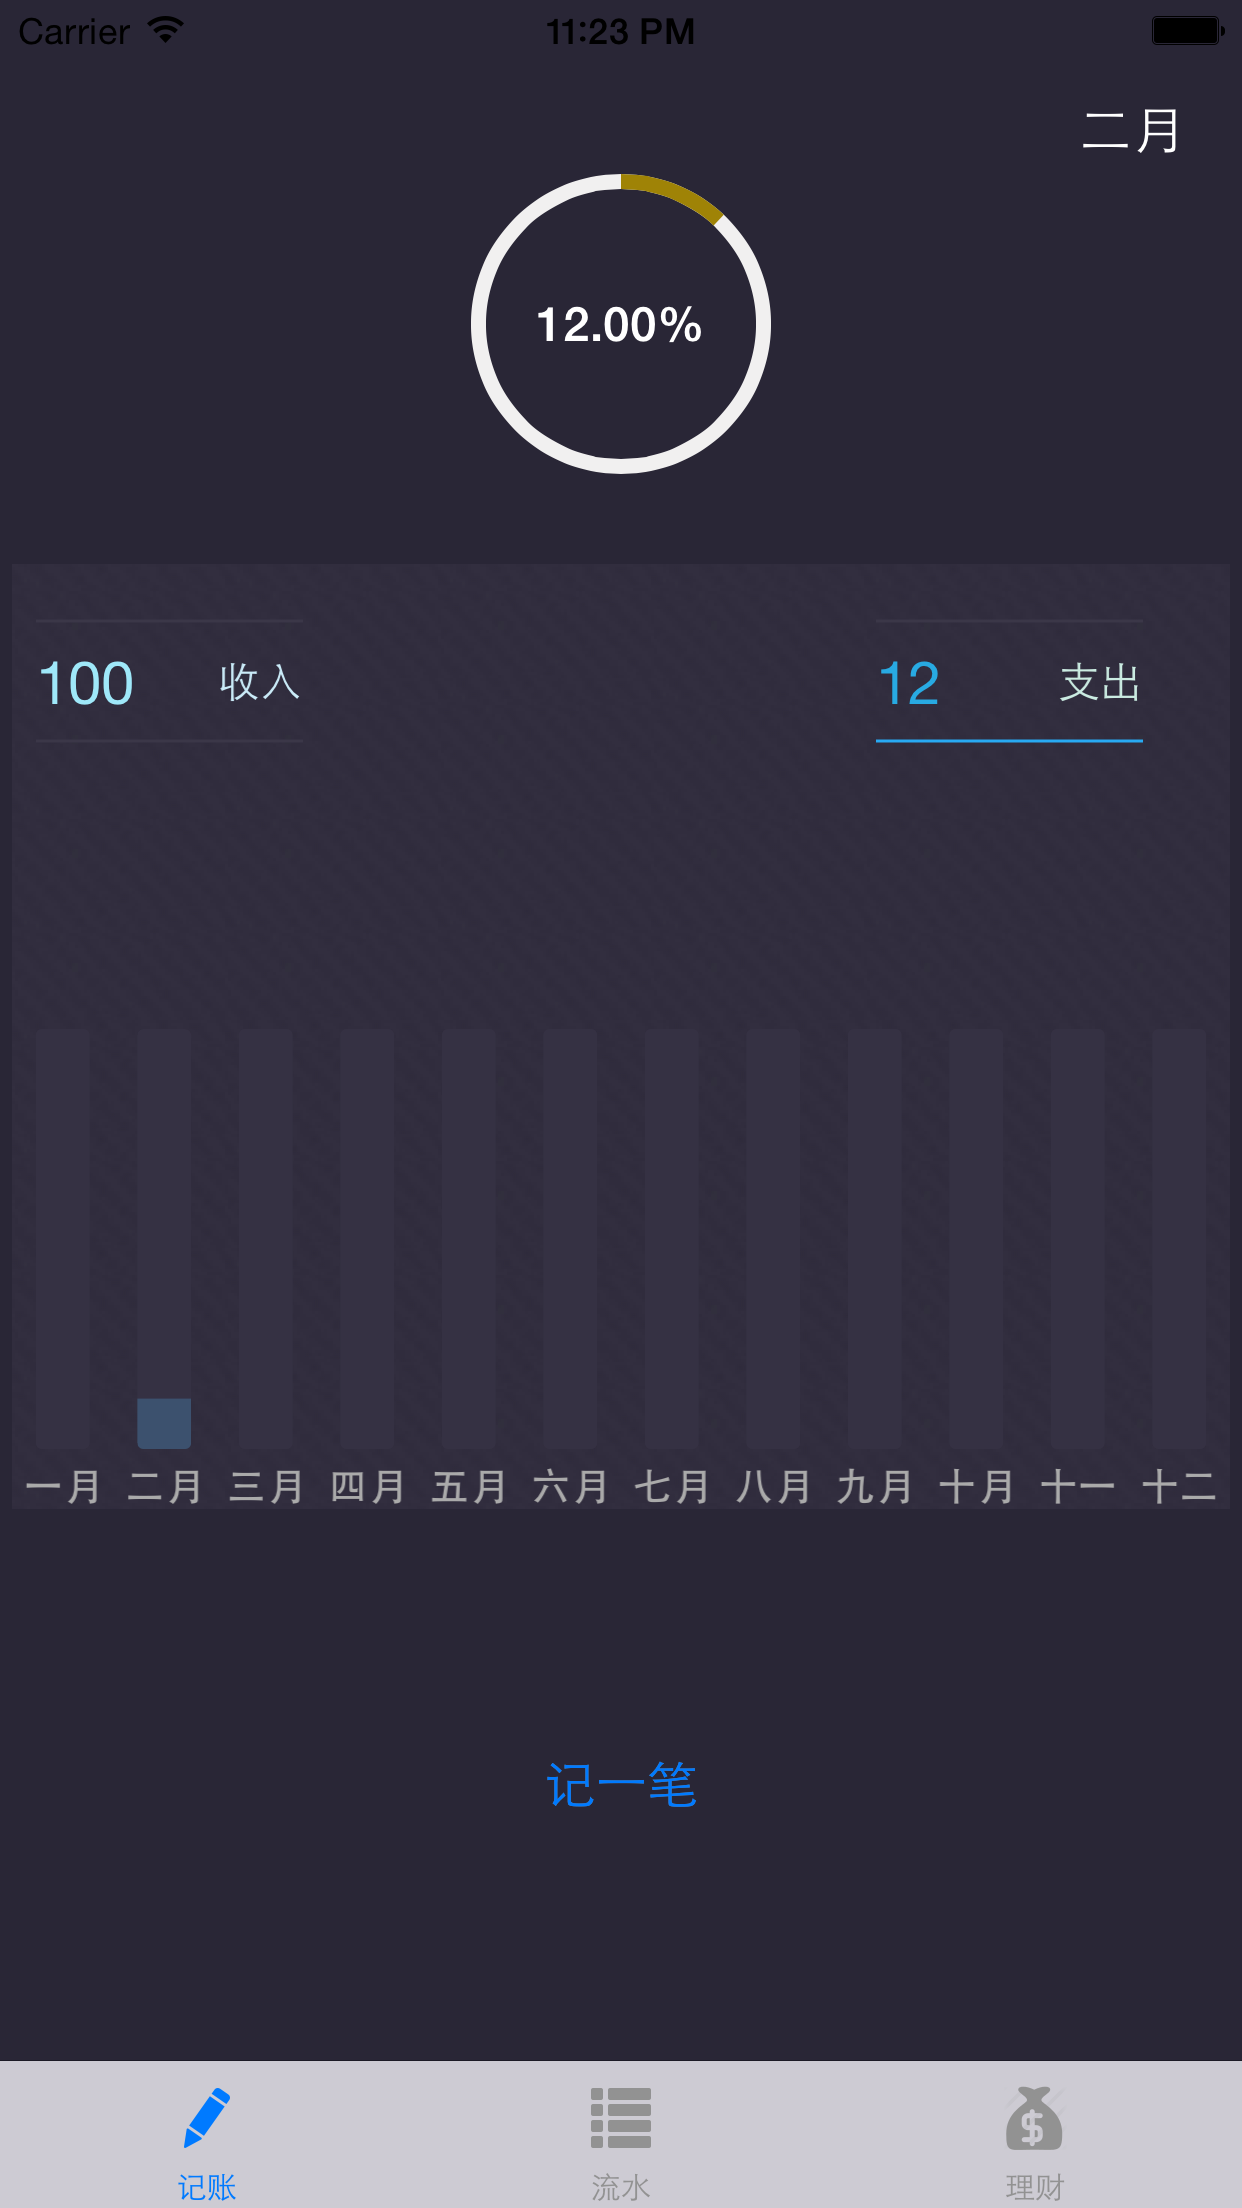 Carrier 11:23 PM
二月
12.00%
100 收入 12 支出
一月 二月 三月 四月 五月 六月 七月 八月 九月 十月 十一 十二
记一笔
记账 流水 理财